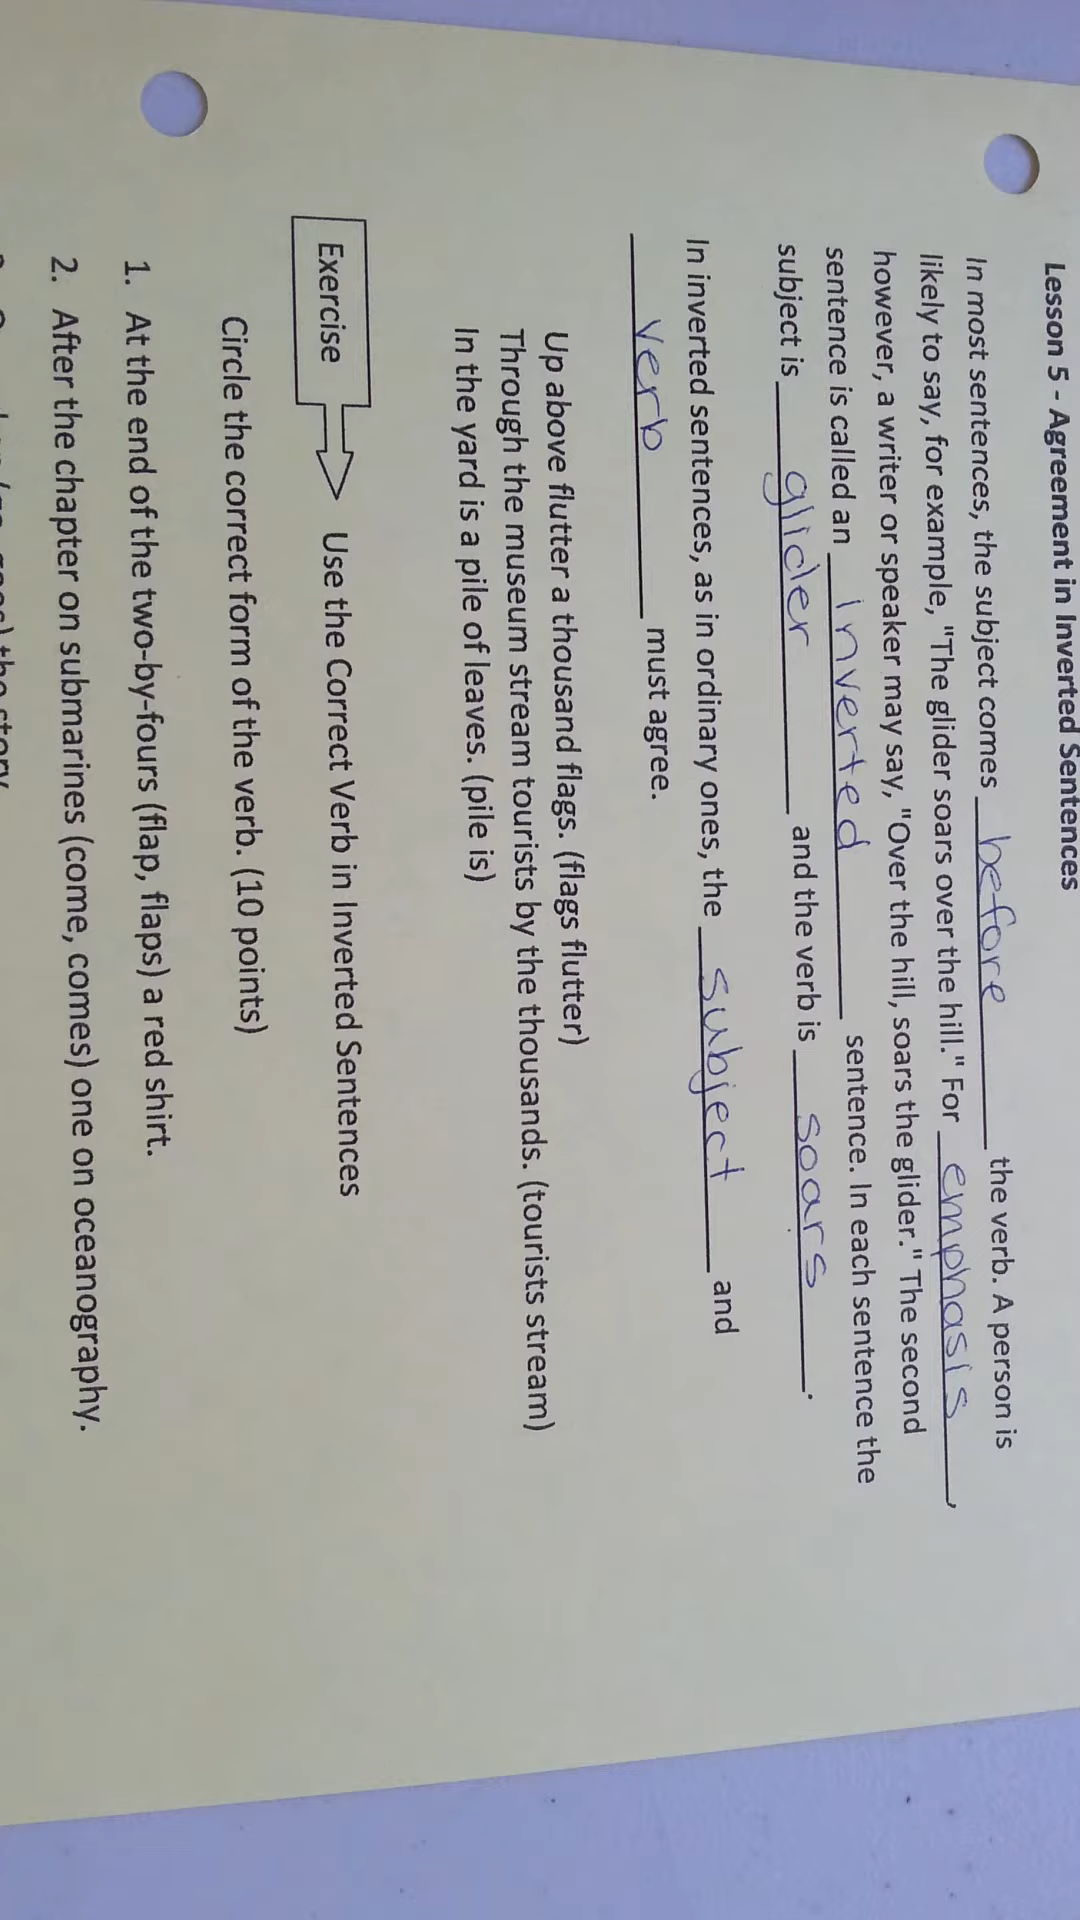 Lesson 5 - Agreement in Inverted Sentences
In most sentences, the subject comes before the verb. A person is
likely to say, for example, "The glider soars over the hill." For emphasis,
however, a writer or speaker may say, "Over the hill, soars the glider." The second
sentence is called an inverted sentence. In each sentence the
subject is glider and the verb is soars.
In inverted sentences, as in ordinary ones, the subject and
verb must agree.
Up above flutter a thousand flags. (flags flutter)
Through the museum stream tourists by the thousands. (tourists stream)
In the yard is a pile of leaves. (pile is)
Exercise Use the Correct Verb in Inverted Sentences
Circle the correct form of the verb. (10 points)
1. At the end of the two-by-fours (flap, flaps) a red shirt.
2. After the chapter on submarines (come, comes) one on oceanography.
the story